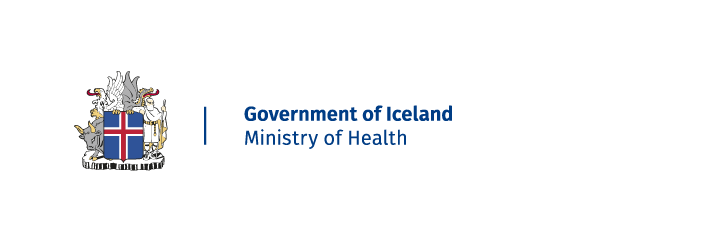 Government of Iceland
Ministry of Health